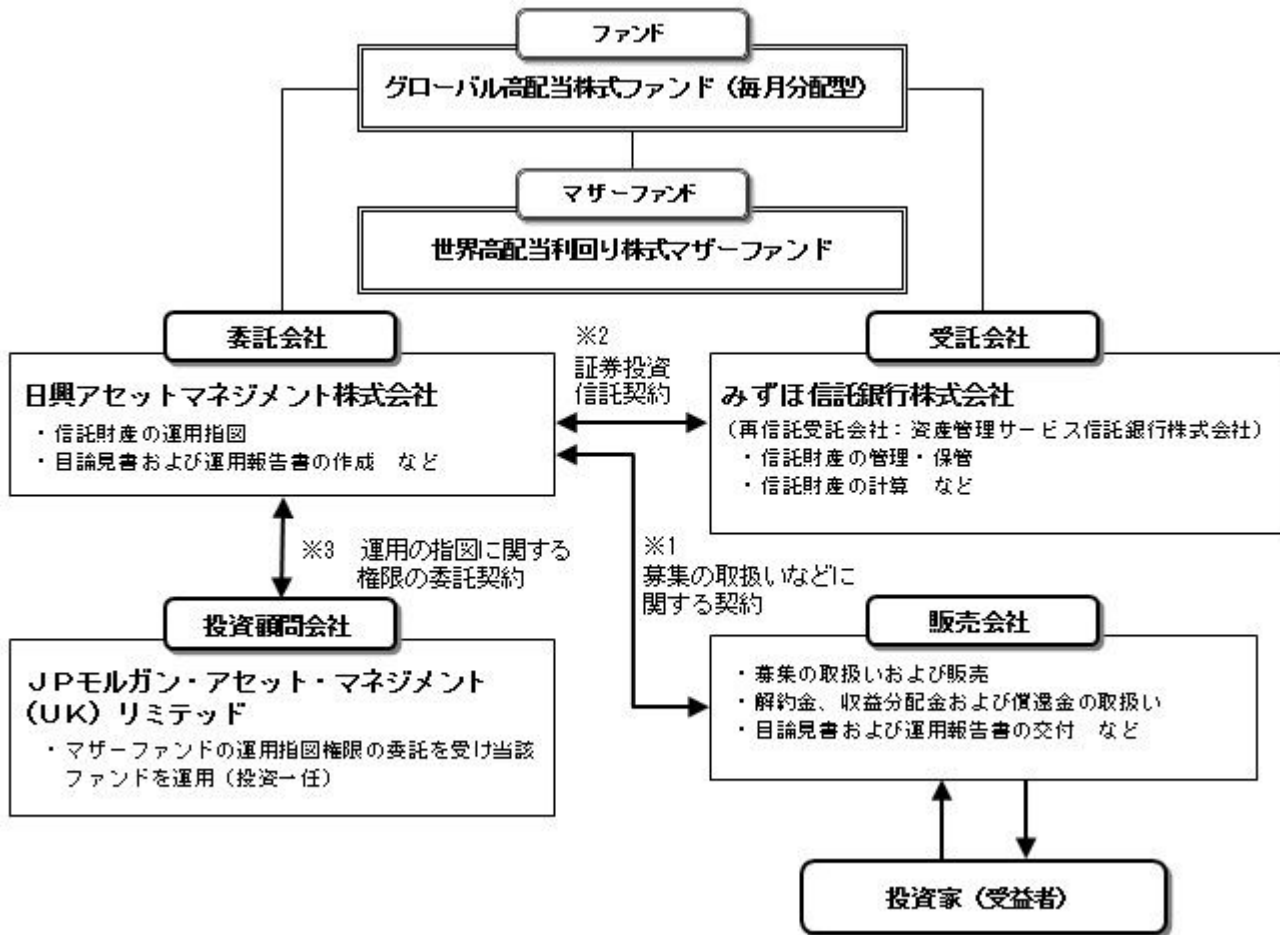 ファンド
グローバル高配当株式ファンド（毎月分配型）
マザーファンド
世界高配当利回り株式マザーファンド
委託会社
日興アセットマネジメント株式会社
・信託財産の運用指図
・目論見書および運用報告書の作成　など
※2
証券投資
信託契約
受託会社
みずほ信託銀行株式会社
（再信託受託会社：資産管理サービス信託銀行株式会社）
・信託財産の管理・保管
・信託財産の計算　など
※3　運用の指図に関する
権限の委託契約
※1
募集の取扱いなどに
関する契約
投資顧問会社
ＪＰモルガン・アセット・マネジメント
（ＵＫ）リミテッド
・マザーファンドの運用指図権限の委託を受け当該
ファンドを運用（投資一任）
販売会社
・募集の取扱いおよび販売
・解約金、収益分配金および償還金の取扱い
・目論見書および運用報告書の交付　など
投資家（受益者）